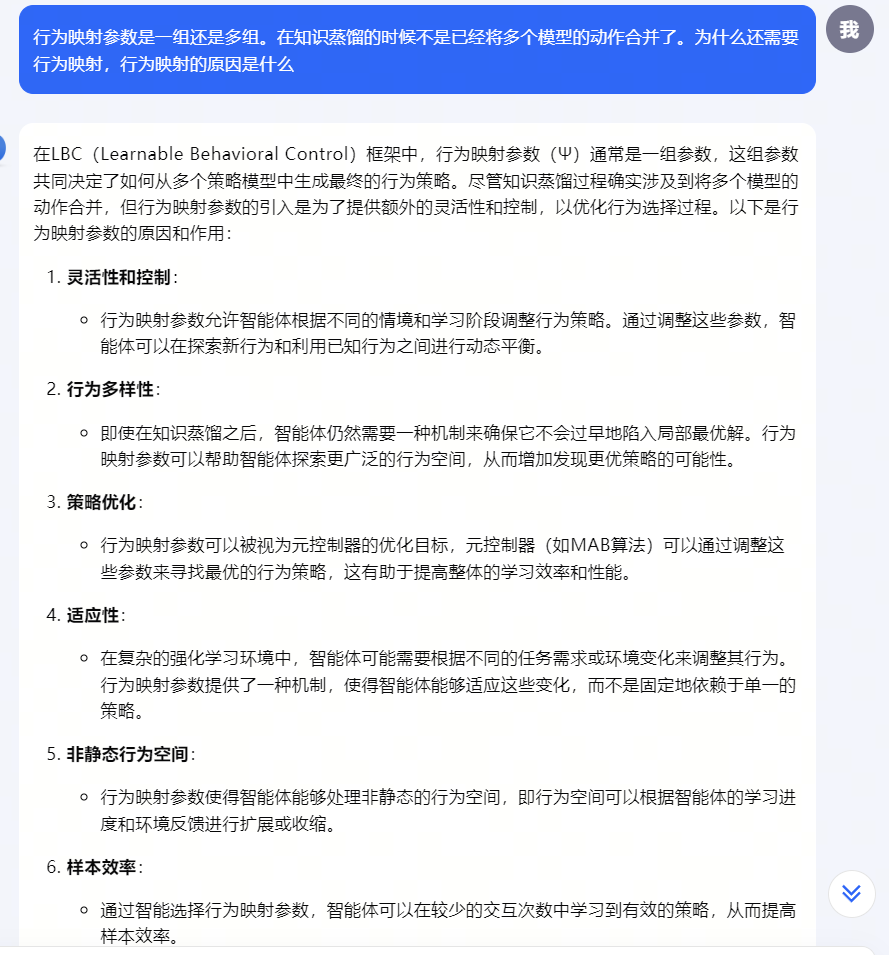 行为映射参数是一组还是多组。在知识蒸馏的时候不是已经将多个模型的动作合并了。为什么还需要
行为映射，行为映射的原因是什么
我
在LBC（Learnable Behavioral Control）框架中，行为映射参数（Ψ）通常是一组参数，这组参数
共同决定了如何从多个策略模型中生成最终的行为策略。尽管知识蒸馏过程确实涉及到将多个模型的
动作合并，但行为映射参数的引入是为了提供额外的灵活性和控制，以优化行为选择过程。以下是行
为映射参数的原因和作用：
1. 灵活性和控制：
行为映射参数允许智能体根据不同的情境和学习阶段调整行为策略。通过调整这些参数，智
能体可以在探索新行为和利用已知行为之间进行动态平衡。
2. 行为多样性：
即使在知识蒸馏之后，智能体仍然需要一种机制来确保它不会过早地陷入局部最优解。行为
映射参数可以帮助智能体探索更广泛的行为空间，从而增加发现更优策略的可能性。
3. 策略优化：
行为映射参数可以被视为元控制器的优化目标，元控制器（如MAB算法）可以通过调整这
些参数来寻找最优的行为策略，这有助于提高整体的学习效率和性能。
4. 适应性：
在复杂的强化学习环境中，智能体可能需要根据不同的任务需求或环境变化来调整其行为。
行为映射参数提供了一种机制，使得智能体能够适应这些变化，而不是固定地依赖于单一的
策略。
5. 非静态行为空间：
行为映射参数使得智能体能够处理非静态的行为空间，即行为空间可以根据智能体的学习进
度和环境反馈进行扩展或收缩。
6. 样本效率：
通过智能选择行为映射参数，智能体可以在较少的交互次数中学习到有效的策略，从而提高
样本效率。